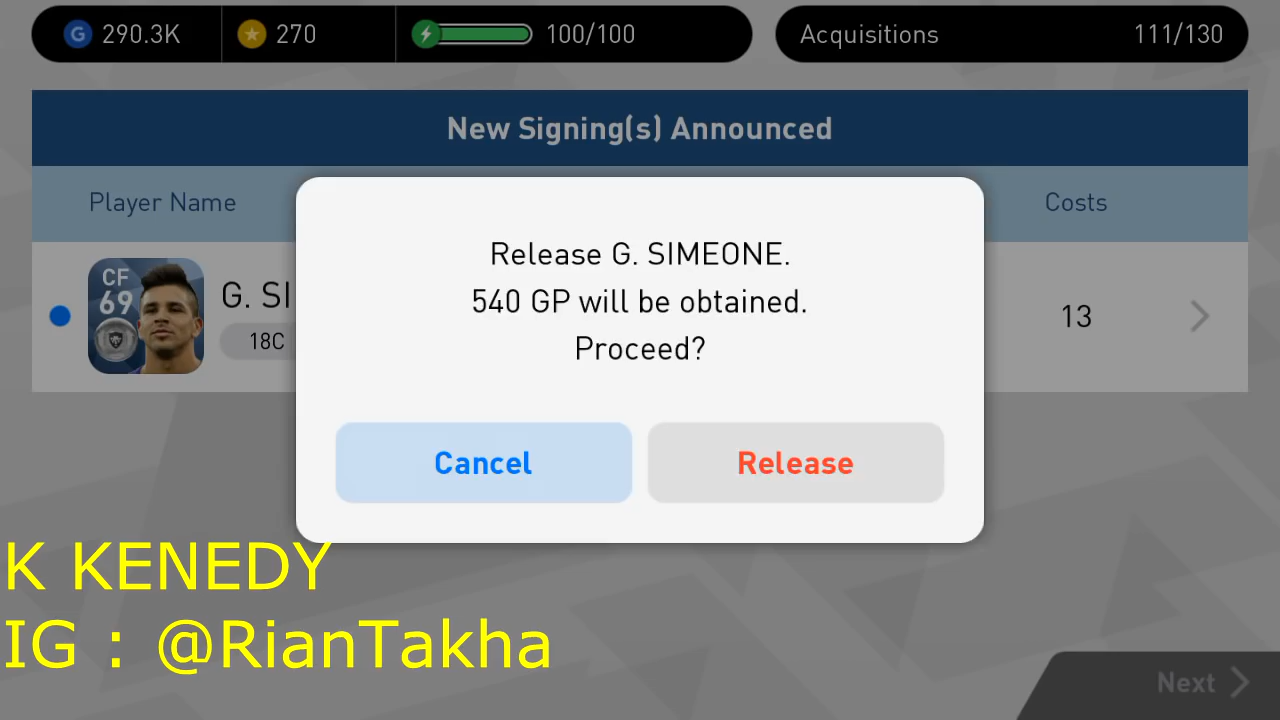 290.3K 270 100/100 Acquisitions 111/130
New Signing(s) Announced
Player Name Costs
CF
69
G. SI
18C
13
Release G. SIMEONE.
540 GP will be obtained.
Proceed?
Cancel Release
K KENEDY
IG : @RianTakha
Next